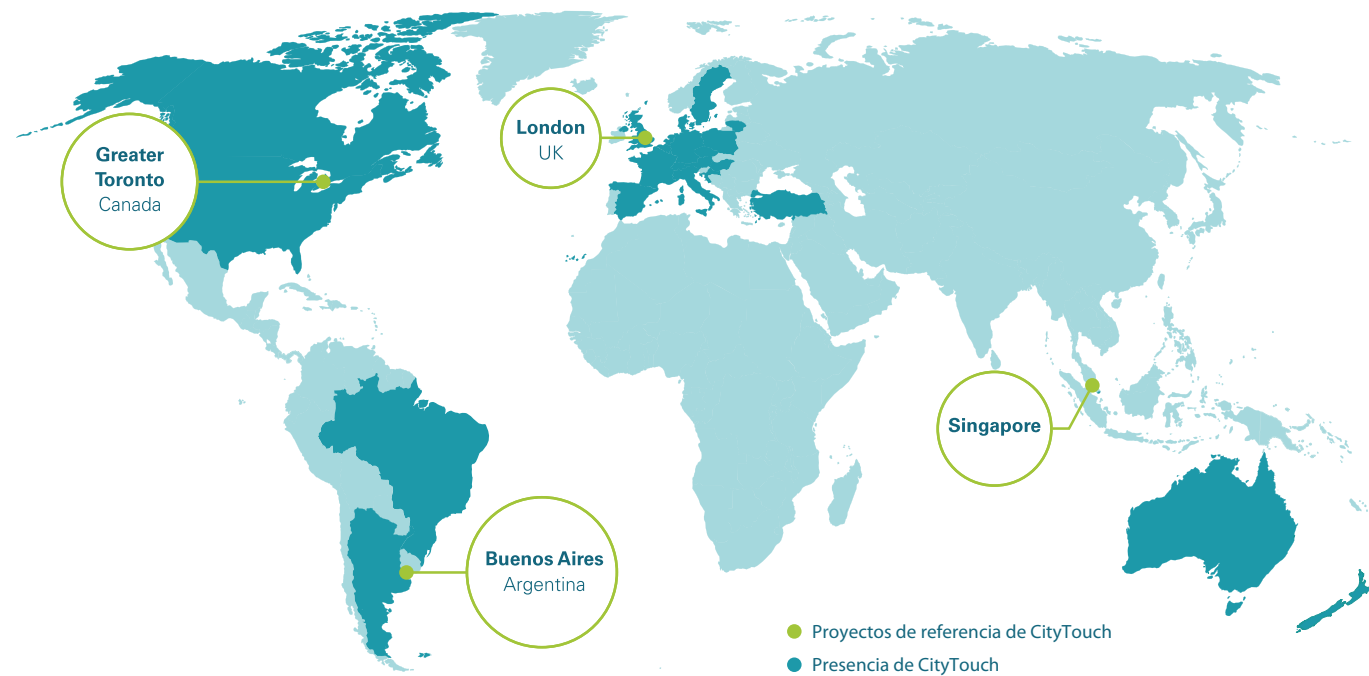 London
UK
Greater
Toronto
Canada
Singapore
Buenos Aires
Argentina
Proyectos de referencia de CityTouch
Presencia de CityTouch